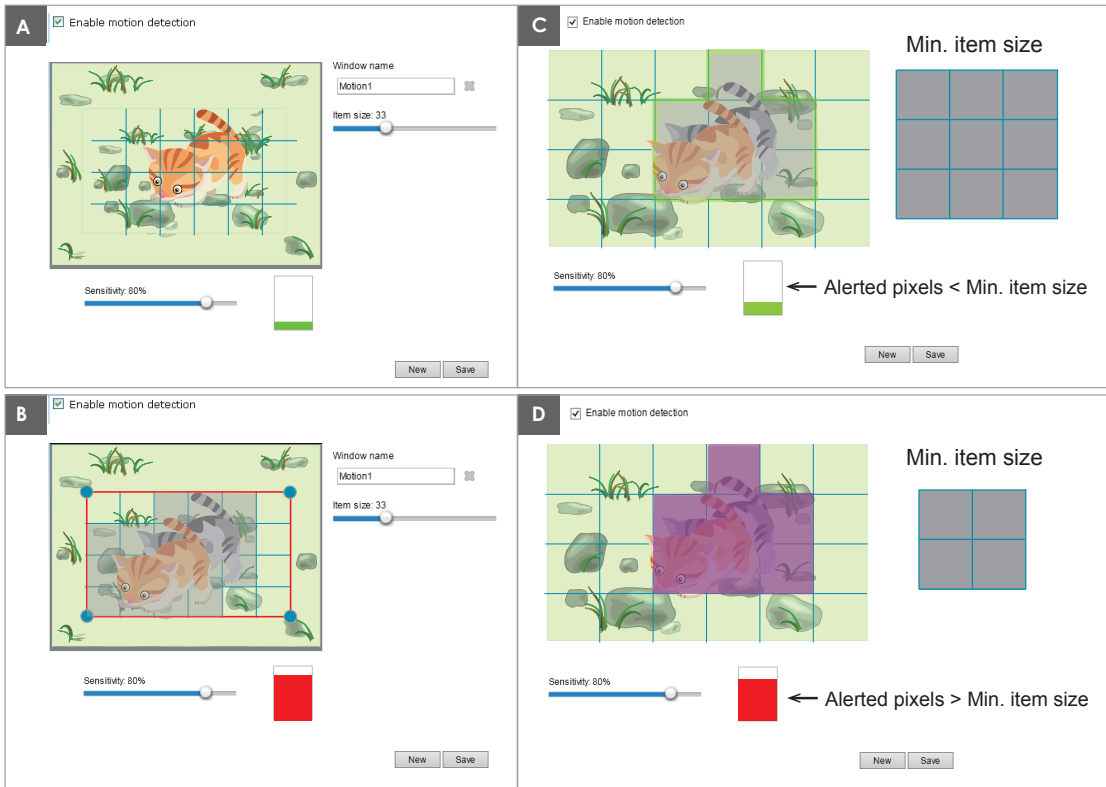 A
Enable motion detection
Window name
Motion1
Item size: 33
Sensitivity: 80%
New Save
B
Enable motion detection
Window name
Motion1
Item size: 33
Sensitivity: 80%
New Save
C
Enable motion detection
Min. item size
Sensitivity: 80%
Alerted pixels < Min. item size
New Save
D
Enable motion detection
Min. item size
Sensitivity: 80%
Alerted pixels > Min. item size
New Save